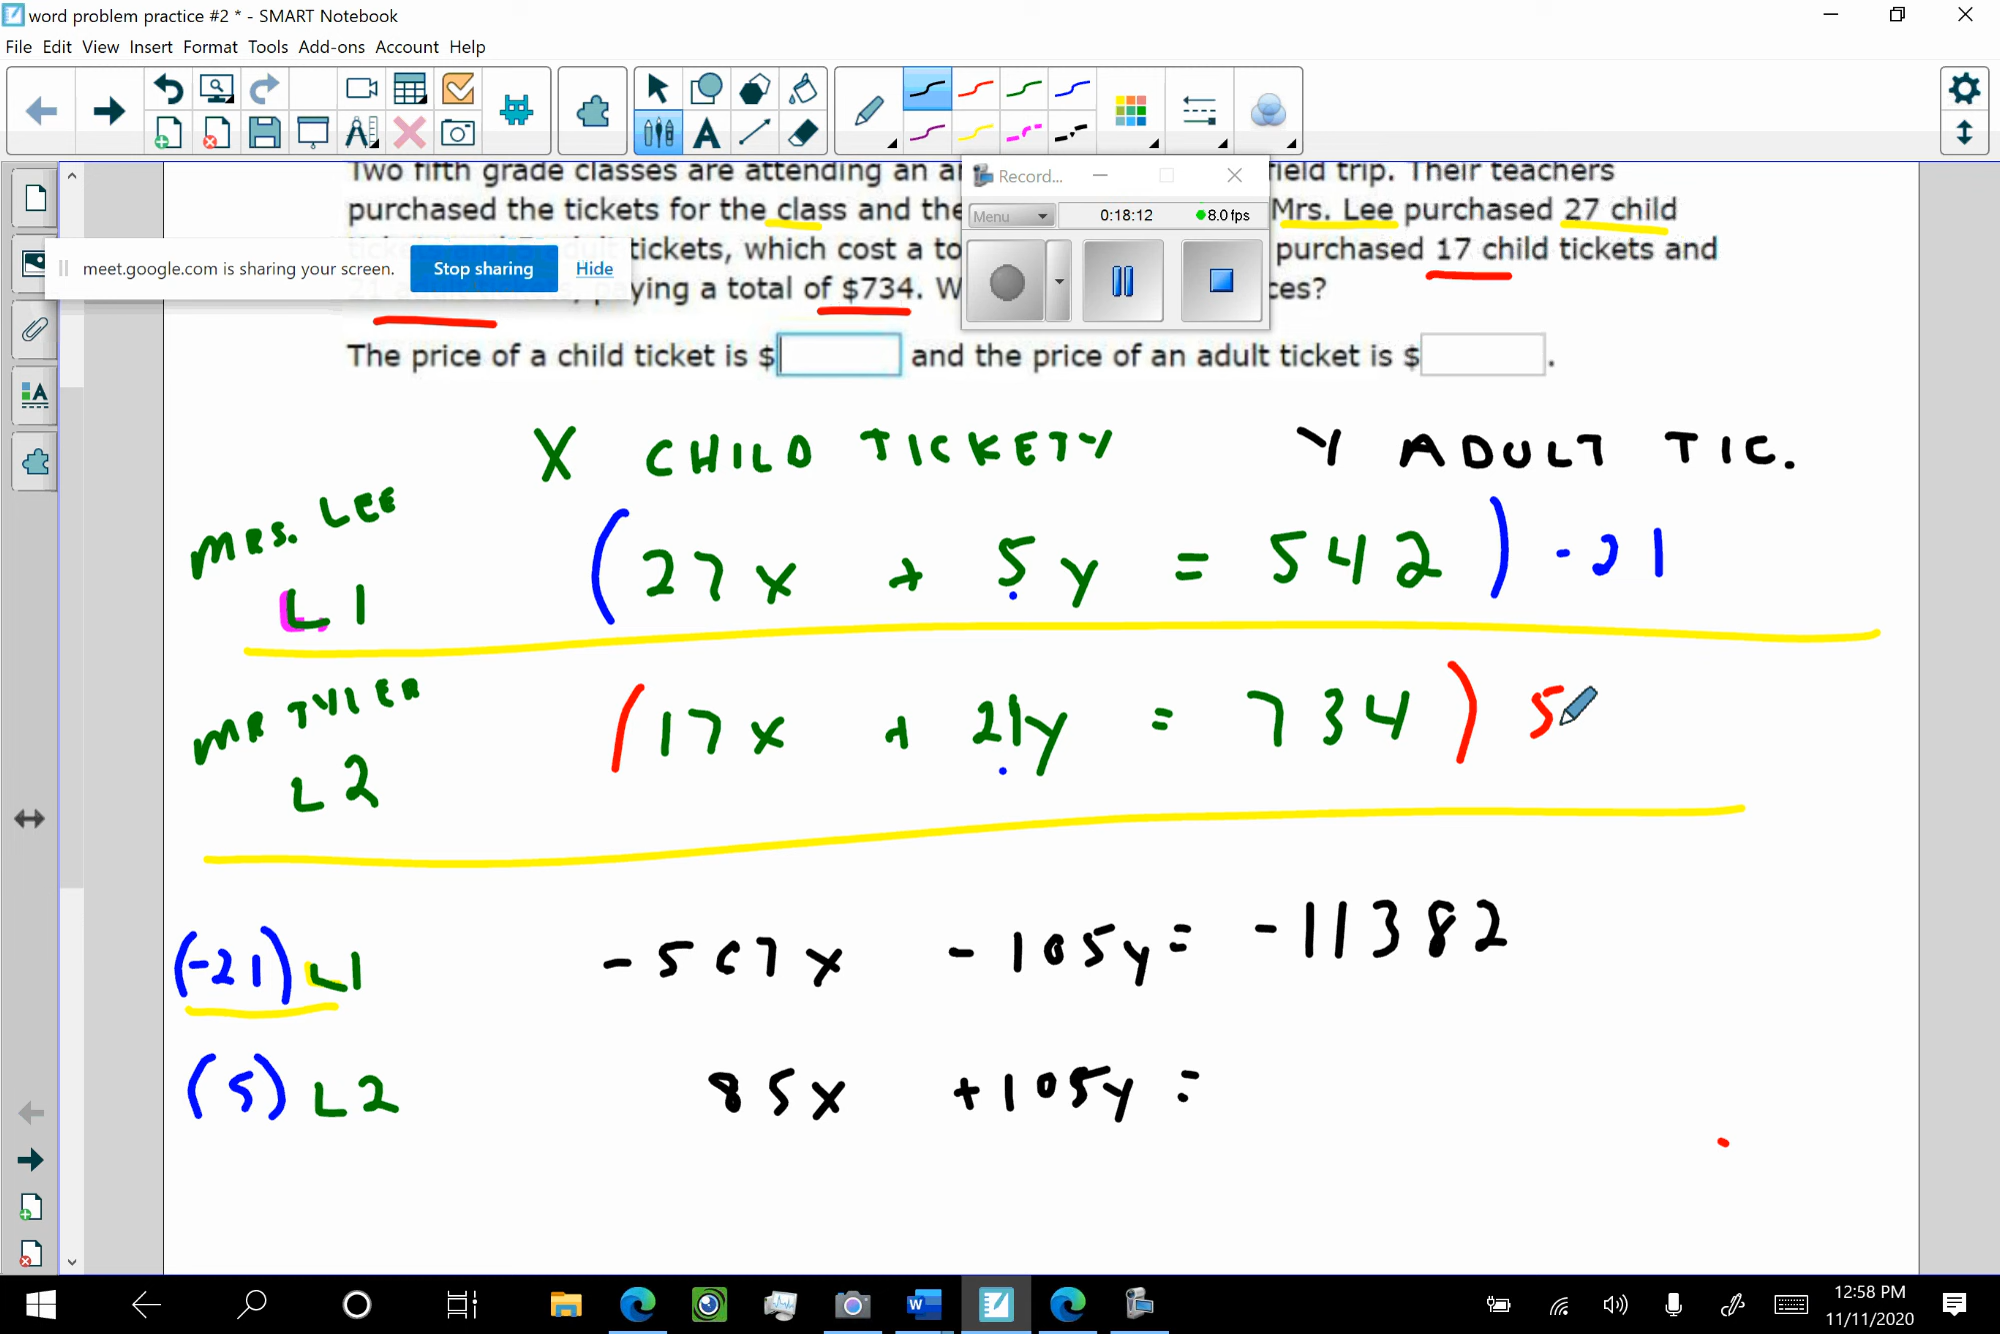 word problem practice #2 * - SMART Notebook
File Edit View Insert Format Tools Add-ons Account Help
Two fifth grade classes are attending an field trip. Their teachers
purchased the tickets for the class and the Mrs. Lee purchased 27 child
tickets, which cost a to purchased 17 child tickets and
paying a total of $734. W ces?
Record...
Menu 0:18:12 8.0 fps
meet.google.com is sharing your screen. Stop sharing Hide
The price of a child ticket is $ and the price of an adult ticket is $ .
X CHILD TICKETY Y ADULT TIC.
MRS. LEE
L1 (27x + 5y = 542) -21
MR TYLER
L2 (17x + 21y = 734) 5
(-21) L1 -567x - 105y = -11382
(5) L2 85x +105y =
12:58 PM
11/11/2020